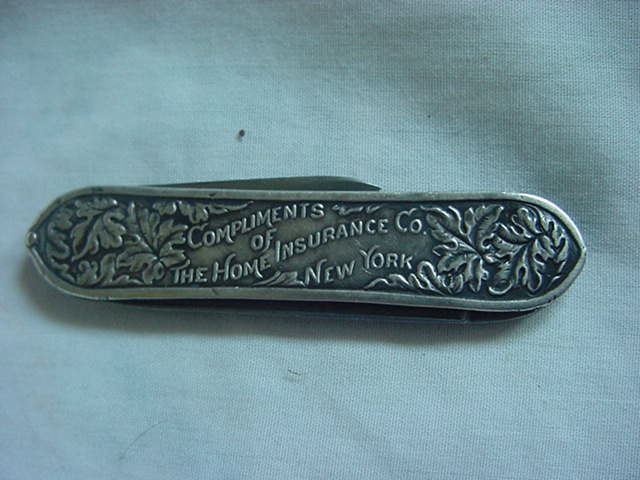 COMPLIMENTS
OF
THE HOME INSURANCE CO.
NEW YORK